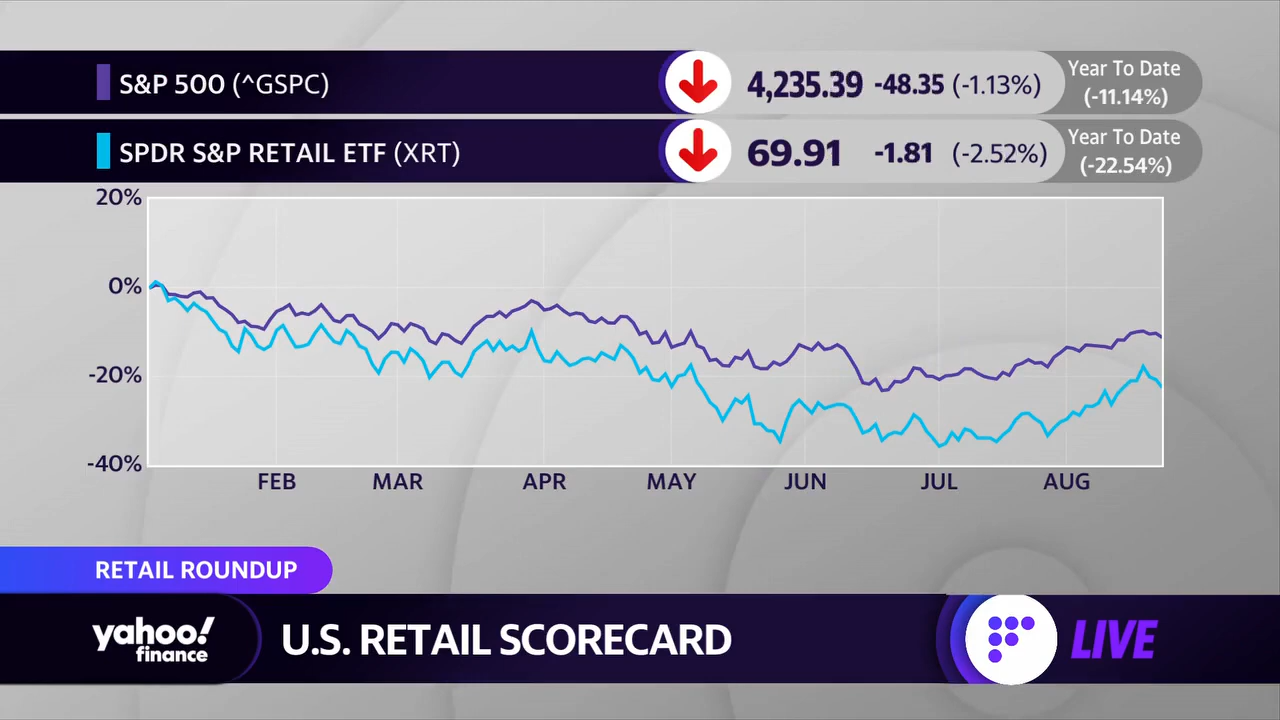 S&P 500 (^GSPC) 4,235.39 -48.35 (-1.13%) Year To Date (-11.14%)
SPDR S&P RETAIL ETF (XRT) 69.91 -1.81 (-2.52%) Year To Date (-22.54%)
20%
0%
-20%
-40%
FEB MAR APR MAY JUN JUL AUG
RETAIL ROUNDUP
yahoo! finance
U.S. RETAIL SCORECARD
LIVE